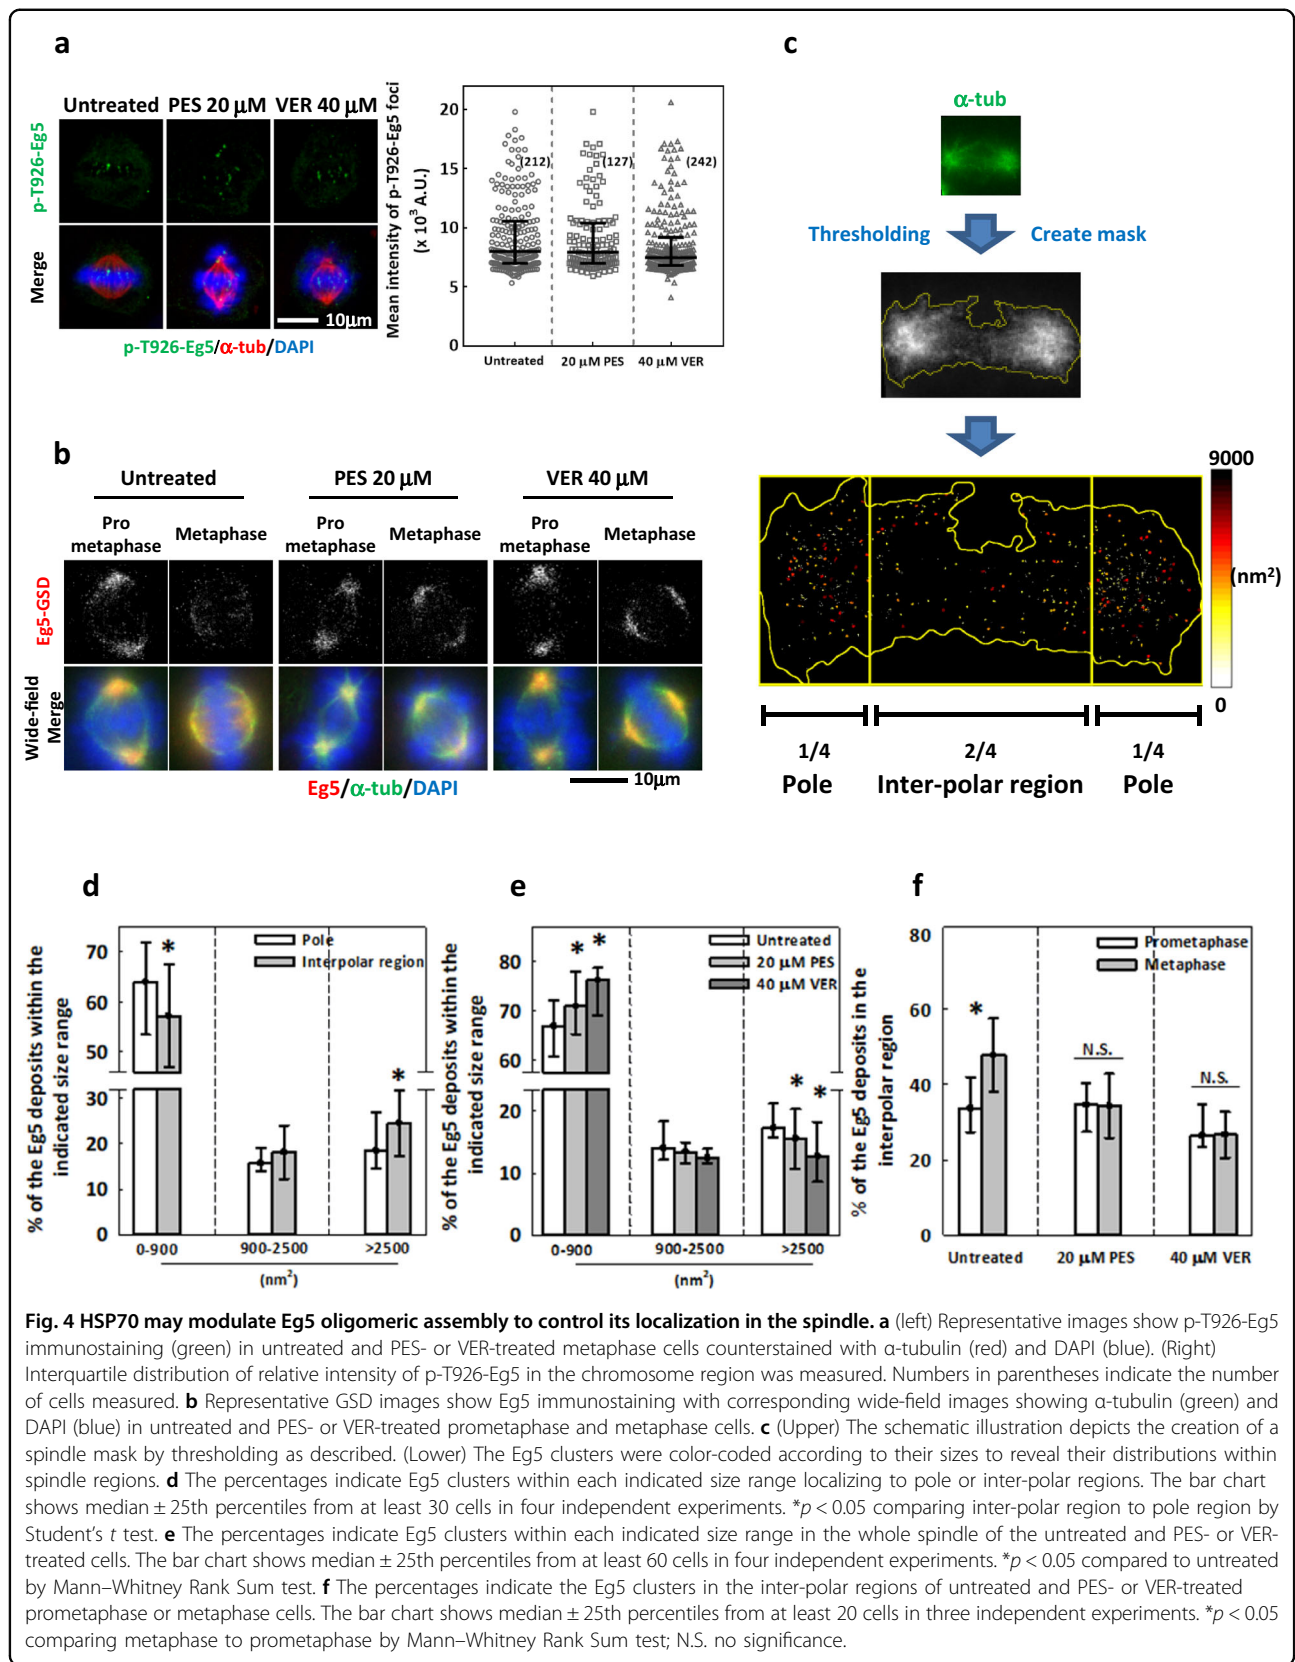 a
Untreated PES 20 μM VER 40 μM
p-T926-Eg5
Merge
10μm
p-T926-Eg5/α-tub/DAPI
Mean intensity of p-T926-Eg5 foci
(x 10³ A.U.)
20
15
10
5
0
(212)
(127)
(242)
Untreated
20 μM PES
40 μM VER
b
Untreated
PES 20 μM
VER 40 μM
Pro
metaphase
Metaphase
Pro
metaphase
Metaphase
Pro
metaphase
Metaphase
Eg5-GSD
Wide-field
Merge
10μm
Eg5/α-tub/DAPI
c
α-tub
Thresholding
Create mask
9000
(nm²)
0
1/4
2/4
1/4
Pole
Inter-polar region
Pole
d
% of the Eg5 deposits within the
indicated size range
70
60
50
30
20
10
0
Pole
Interpolar region
*
*
0-900
900-2500
>2500
(nm²)
e
% of the Eg5 deposits within the
indicated size range
80
70
60
20
10
0
Untreated
20 μM PES
40 μM VER
* *
* *
0-900
900-2500
>2500
(nm²)
f
% of the Eg5 deposits in the
interpolar region
80
60
40
20
0
Prometaphase
Metaphase
*
N.S.
N.S.
Untreated
20 μM PES
40 μM VER
Fig. 4 HSP70 may modulate Eg5 oligomeric assembly to control its localization in the spindle. a (left) Representative images show p-T926-Eg5
immunostaining (green) in untreated and PES- or VER-treated metaphase cells counterstained with α-tubulin (red) and DAPI (blue). (Right)
Interquartile distribution of relative intensity of p-T926-Eg5 in the chromosome region was measured. Numbers in parentheses indicate the number
of cells measured. b Representative GSD images show Eg5 immunostaining with corresponding wide-field images showing α-tubulin (green) and
DAPI (blue) in untreated and PES- or VER-treated prometaphase and metaphase cells. c (Upper) The schematic illustration depicts the creation of a
spindle mask by thresholding as described. (Lower) The Eg5 clusters were color-coded according to their sizes to reveal their distributions within
spindle regions. d The percentages indicate Eg5 clusters within each indicated size range localizing to pole or inter-polar regions. The bar chart
shows median ± 25th percentiles from at least 30 cells in four independent experiments. *p < 0.05 comparing inter-polar region to pole region by
Student's t test. e The percentages indicate Eg5 clusters within each indicated size range in the whole spindle of the untreated and PES- or VER-
treated cells. The bar chart shows median ± 25th percentiles from at least 60 cells in four independent experiments. *p < 0.05 compared to untreated
by Mann–Whitney Rank Sum test. f The percentages indicate the Eg5 clusters in the inter-polar regions of untreated and PES- or VER-treated
prometaphase or metaphase cells. The bar chart shows median ± 25th percentiles from at least 20 cells in three independent experiments. *p < 0.05
comparing metaphase to prometaphase by Mann–Whitney Rank Sum test; N.S. no significance.